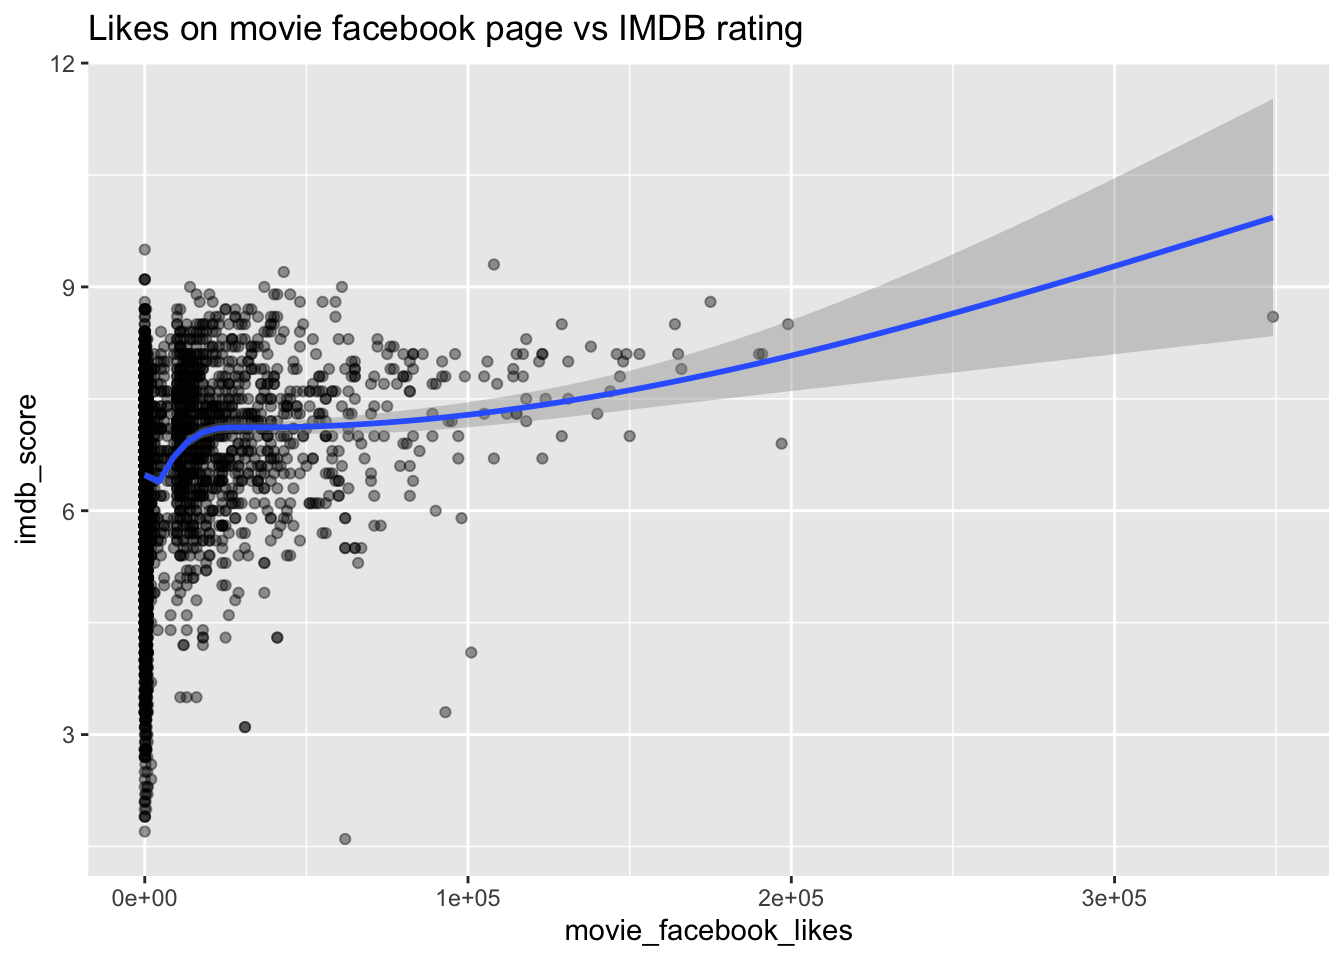 Likes on movie facebook page vs IMDB rating
12
9
6
3
imdb_score
0e+00 1e+05 2e+05 3e+05
movie_facebook_likes